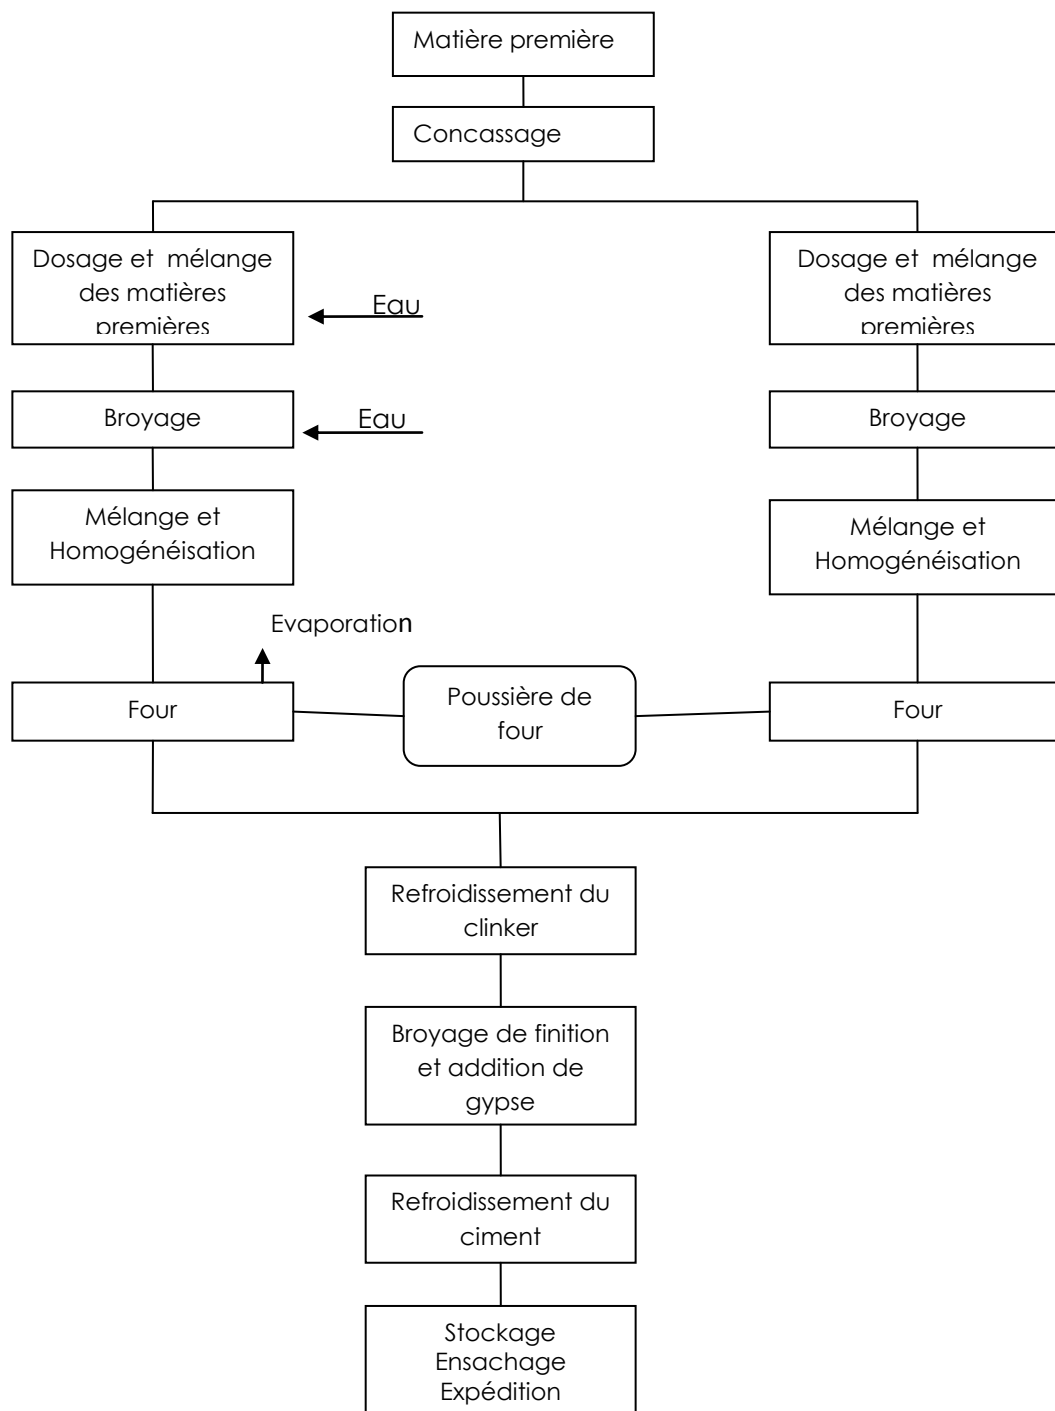 Matière première
Concassage
Dosage et mélange
des matières
premières
Eau
Broyage
Eau
Mélange et
Homogénéisation
Evaporation
Four
Dosage et mélange
des matières
premières
Broyage
Mélange et
Homogénéisation
Four
Poussière de
four
Refroidissement du
clinker
Broyage de finition
et addition de
gypse
Refroidissement du
ciment
Stockage
Ensachage
Expédition